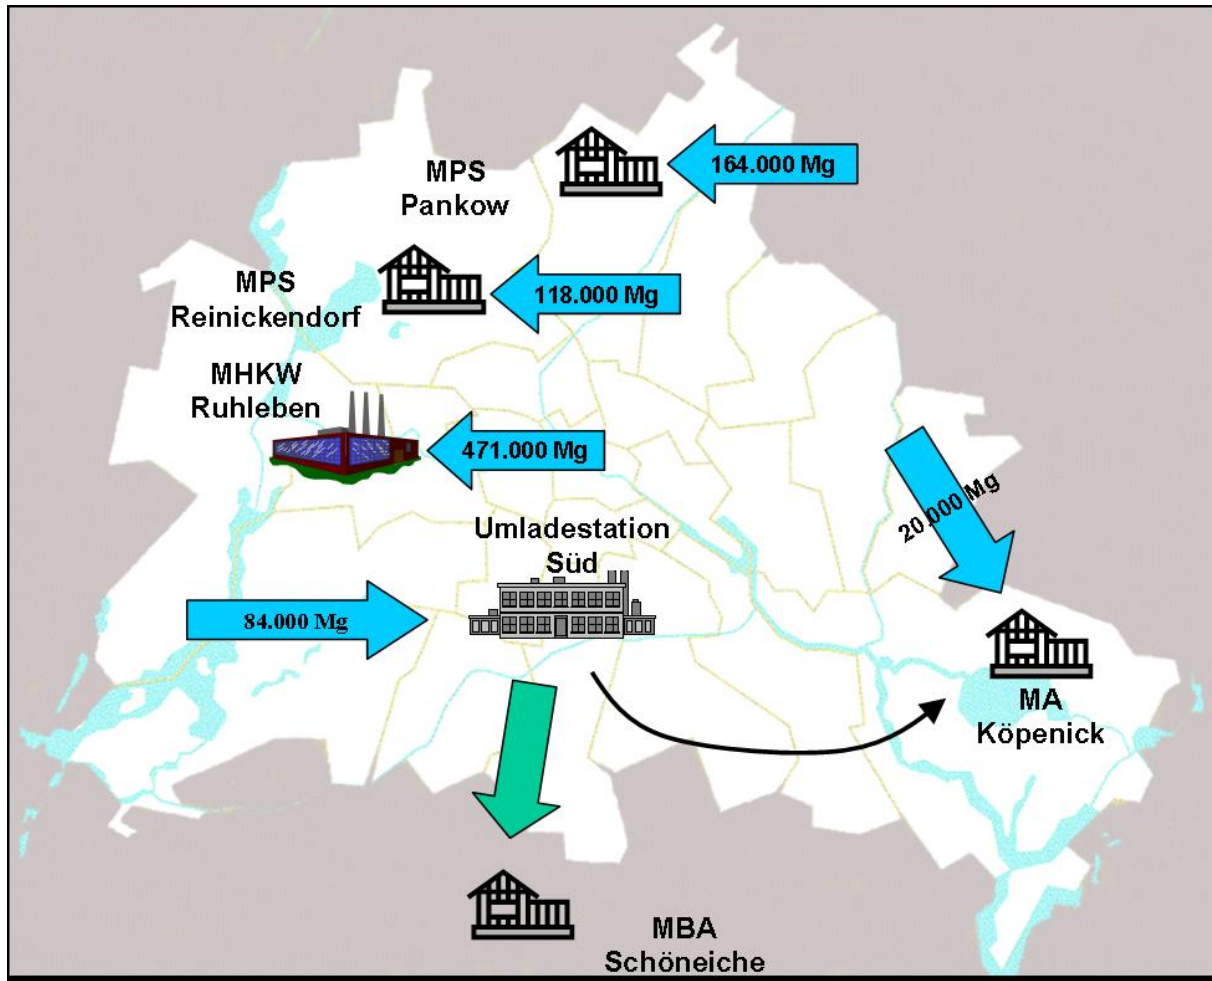 MPS
Pankow
164.000 Mg
MPS
Reinickendorf
118.000 Mg
MHKW
Ruhleben
471.000 Mg
20.000 Mg
Umladestation
Süd
84.000 Mg
MA
Köpenick
MBA
Schöneiche